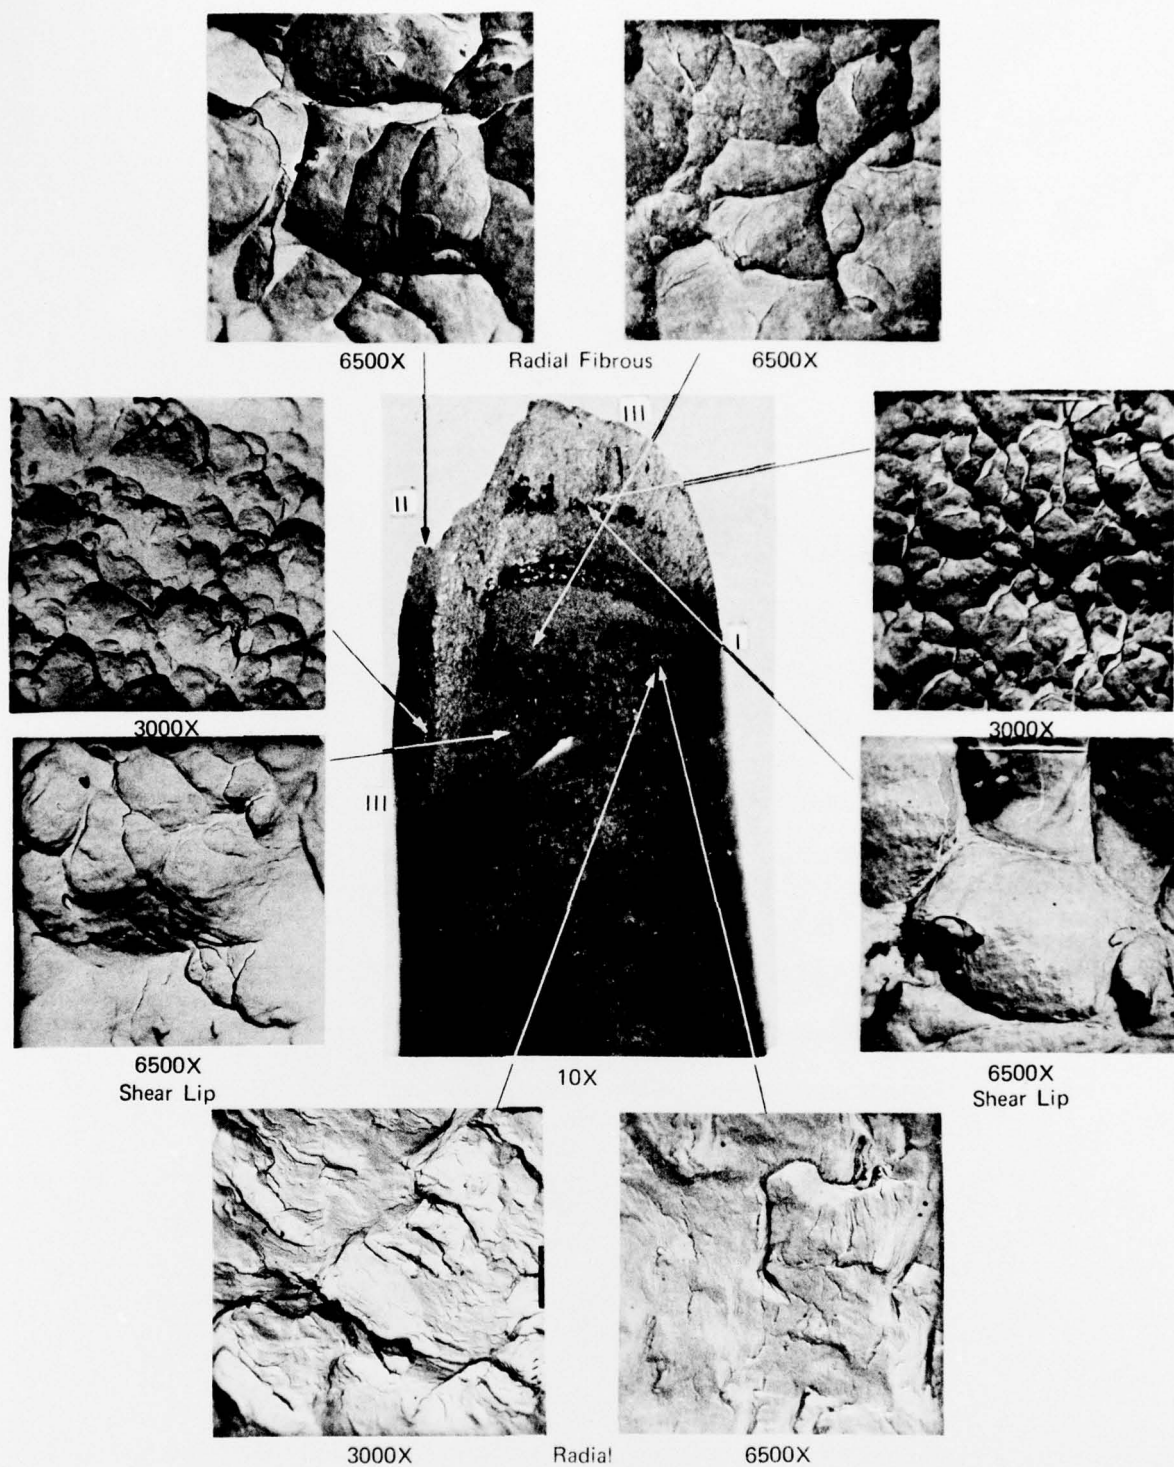 6500X Radial Fibrous 6500X
III
II
3000X
3000X
I
III
6500X
Shear Lip
10X
6500X
Shear Lip
3000X Radial 6500X